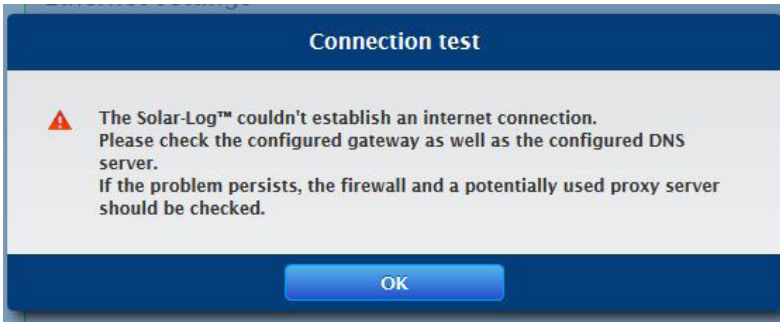 Connection test
The Solar-Log™ couldn't establish an internet connection.
Please check the configured gateway as well as the configured DNS
server.
If the problem persists, the firewall and a potentially used proxy server
should be checked.
OK